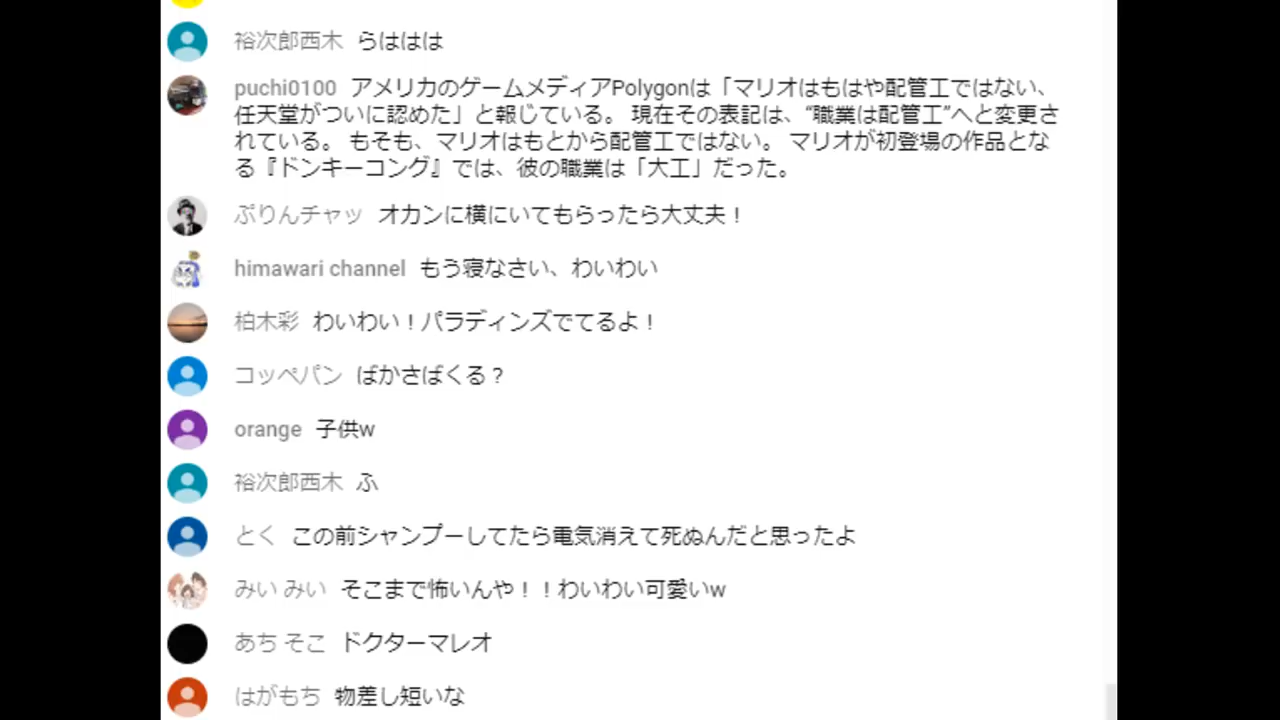 裕次郎西木 らははは
puchi0100 アメリカのゲームメディアPolygonは「マリオはもはや配管工ではない、
任天堂がついに認めた」と報じている。 現在その表記は、“職業は配管工”へと変更さ
れている。 もそも、マリオはもとから配管工ではない。 マリオが初登場の作品とな
る『ドンキーコング』では、彼の職業は「大工」だった。
ぷりんチャッ オカンに横にいてもらったら大丈夫！
himawari channel もう寝なさい、わいわい
柏木彩 わいわい！パラディンズでてるよ！
コッペパン ばかさばくる？
orange 子供w
裕次郎西木 ふ
とく この前シャンプーしてたら電気消えて死ぬんだと思ったよ
みい みい そこまで怖いんや！！わいわい可愛いw
あち そこ ドクターマレオ
はがもち 物差し短いな